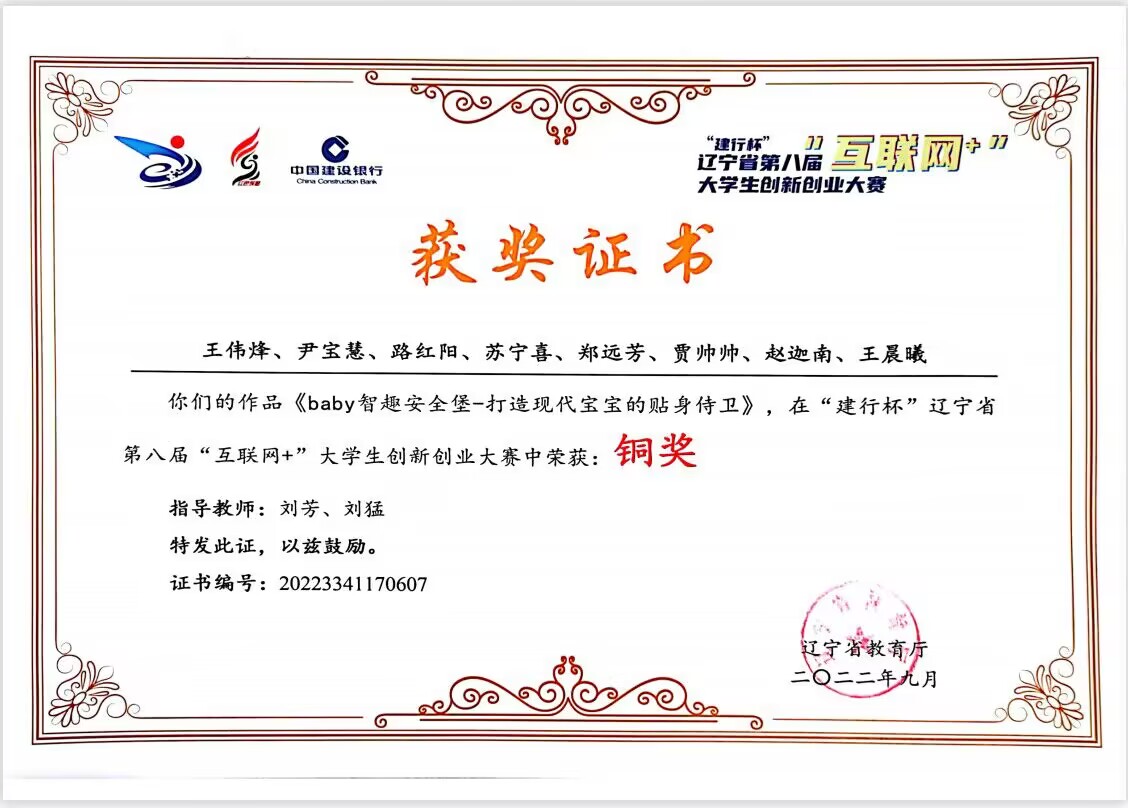 中国建设银行
China Construction Bank
“建行杯”
辽宁省第八届“互联网+”
大学生创新创业大赛
获奖证书
王伟烽、尹宝慧、路红阳、苏宁喜、郑远芳、贾帅帅、赵迦南、王晨曦
你们的作品《baby智趣安全堡-打造现代宝宝的贴身侍卫》，在“建行杯”辽宁省
第八届“互联网+”大学生创新创业大赛中荣获：铜奖
指导教师：刘芳、刘猛
特发此证，以兹鼓励。
证书编号：20223341170607
辽宁省教育厅
二〇二二年九月